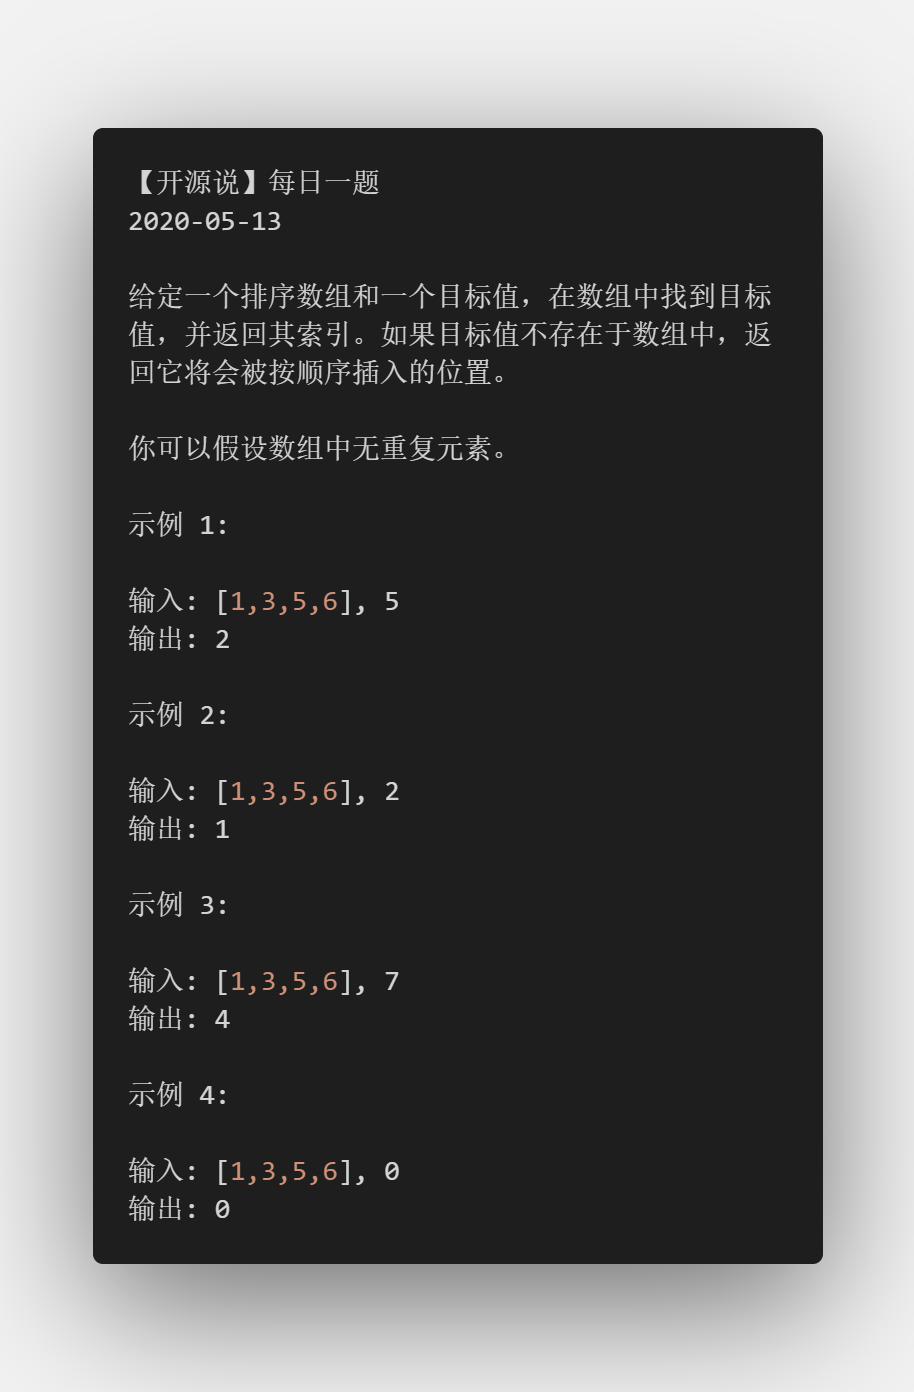 【开源说】每日一题
2020-05-13
给定一个排序数组和一个目标值，在数组中找到目标
值，并返回其索引。如果目标值不存在于数组中，返
回它将会被按顺序插入的位置。
你可以假设数组中无重复元素。
示例 1:
输入: [1,3,5,6], 5
输出: 2
示例 2:
输入: [1,3,5,6], 2
输出: 1
示例 3:
输入: [1,3,5,6], 7
输出: 4
示例 4:
输入: [1,3,5,6], 0
输出: 0